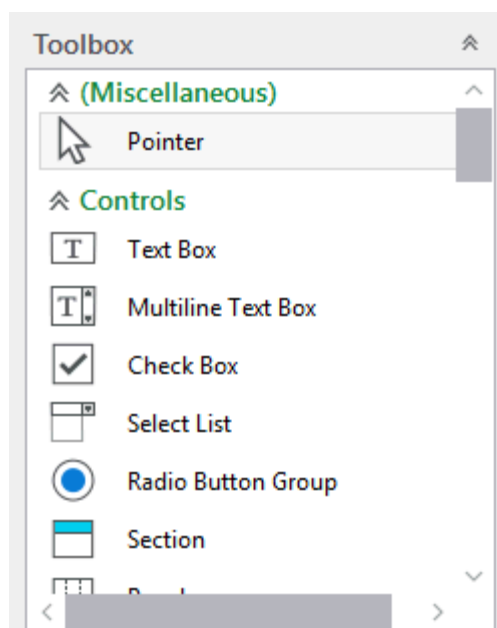 Toolbox
(Miscellaneous)
Pointer
Controls
Text Box
Multiline Text Box
Check Box
Select List
Radio Button Group
Section